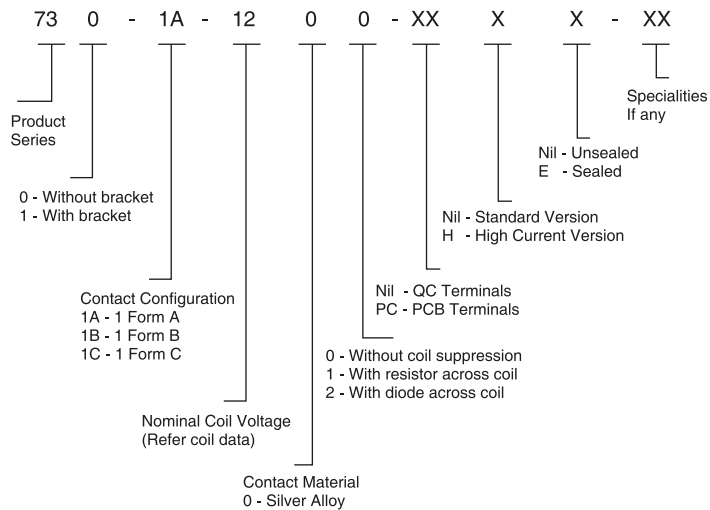 73 0 - 1A - 12 0 0 - XX X X - XX
Specialities
If any
Product
Series
Nil - Unsealed
E - Sealed
0 - Without bracket
1 - With bracket
Nil - Standard Version
H - High Current Version
Contact Configuration
1A - 1 Form A
1B - 1 Form B
1C - 1 Form C
Nil - QC Terminals
PC - PCB Terminals
0 - Without coil suppression
1 - With resistor across coil
2 - With diode across coil
Nominal Coil Voltage
(Refer coil data)
Contact Material
0 - Silver Alloy